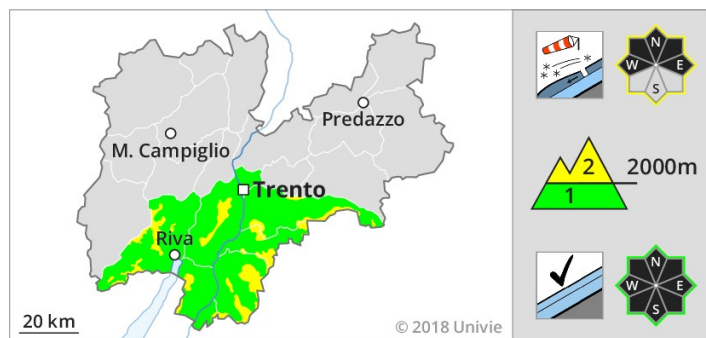 M. Campiglio
Predazzo
Trento
Riva
20 km
© 2018 Univie
N
W E
S
2 2000m
1
N
W E
S